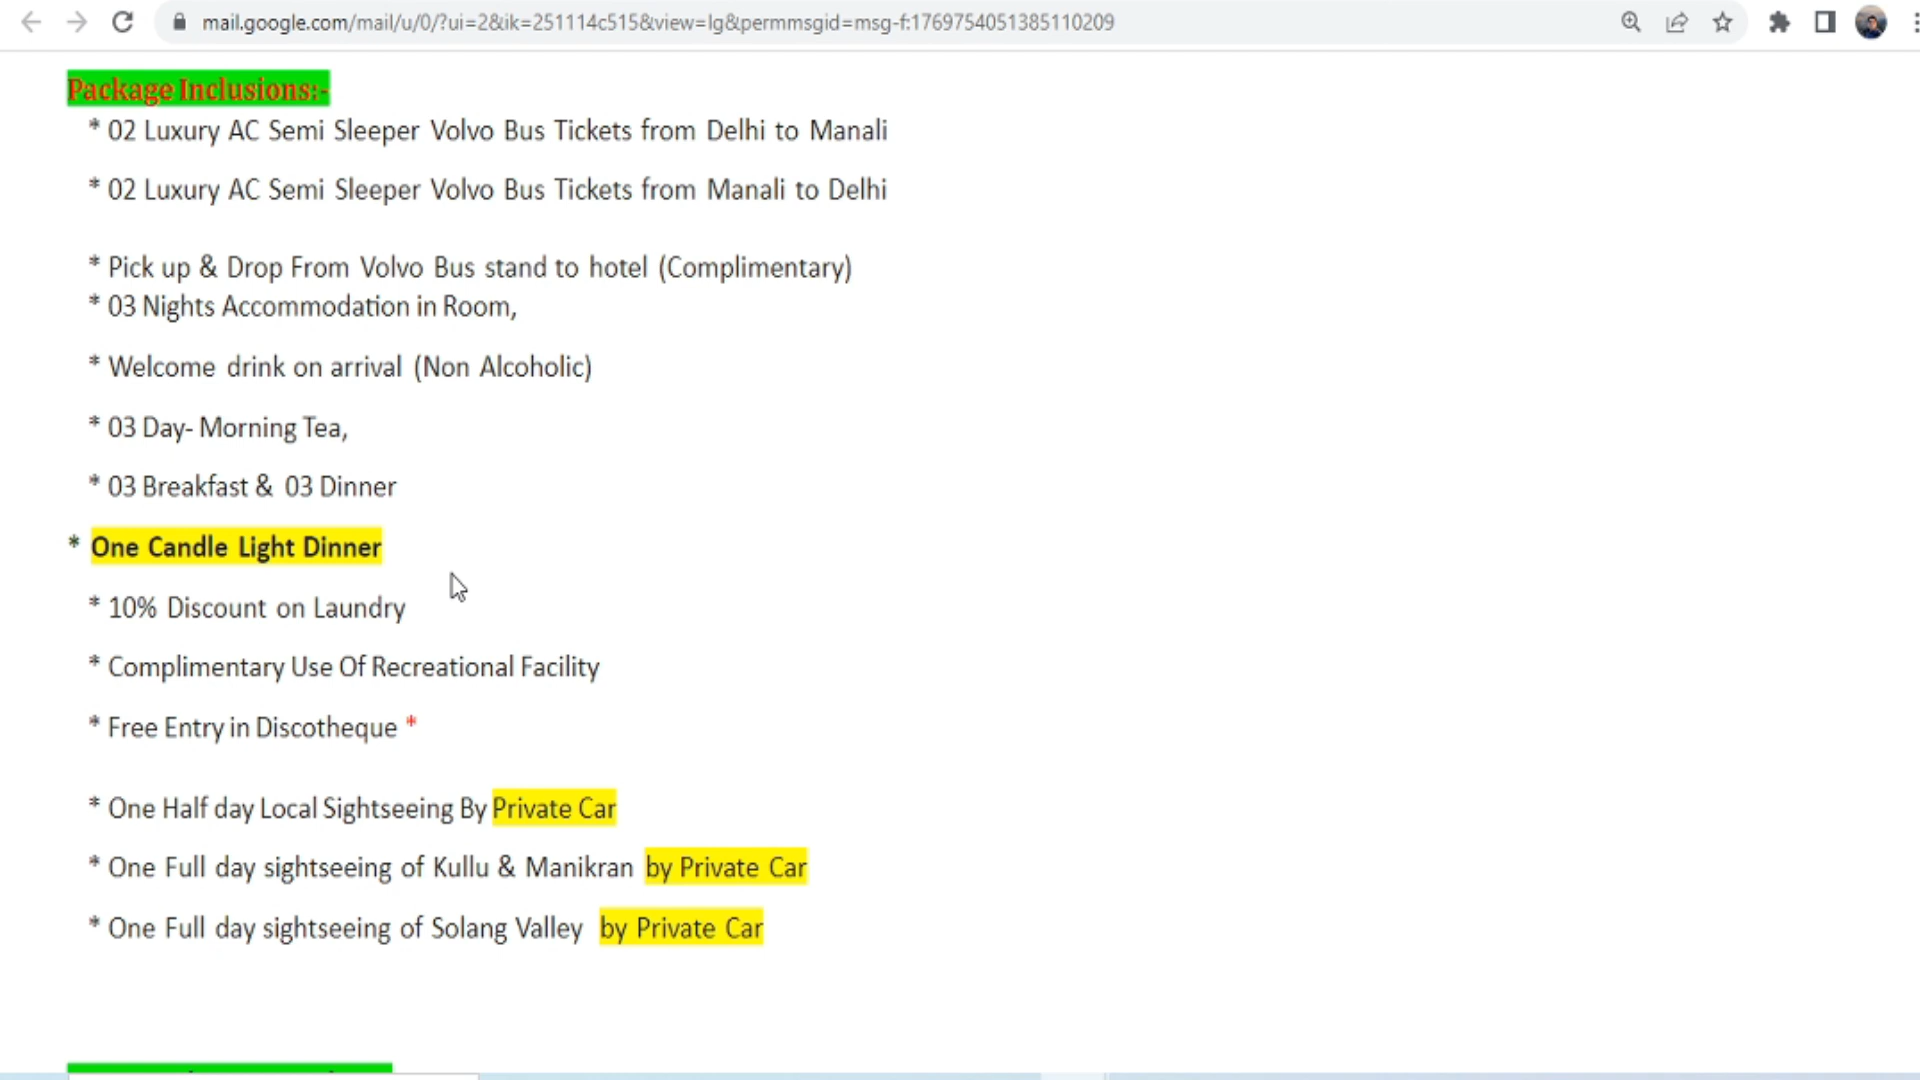 mail.google.com/mail/u/0/?ui=2&ik=251114c515&view=lg&permmsgid=msg-f:1769754051385110209
Package Inclusions:-
* 02 Luxury AC Semi Sleeper Volvo Bus Tickets from Delhi to Manali
* 02 Luxury AC Semi Sleeper Volvo Bus Tickets from Manali to Delhi
* Pick up & Drop From Volvo Bus stand to hotel (Complimentary)
* 03 Nights Accommodation in Room,
* Welcome drink on arrival (Non Alcoholic)
* 03 Day- Morning Tea,
* 03 Breakfast & 03 Dinner
* One Candle Light Dinner
* 10% Discount on Laundry
* Complimentary Use Of Recreational Facility
* Free Entry in Discotheque *
* One Half day Local Sightseeing By Private Car
* One Full day sightseeing of Kullu & Manikran by Private Car
* One Full day sightseeing of Solang Valley by Private Car